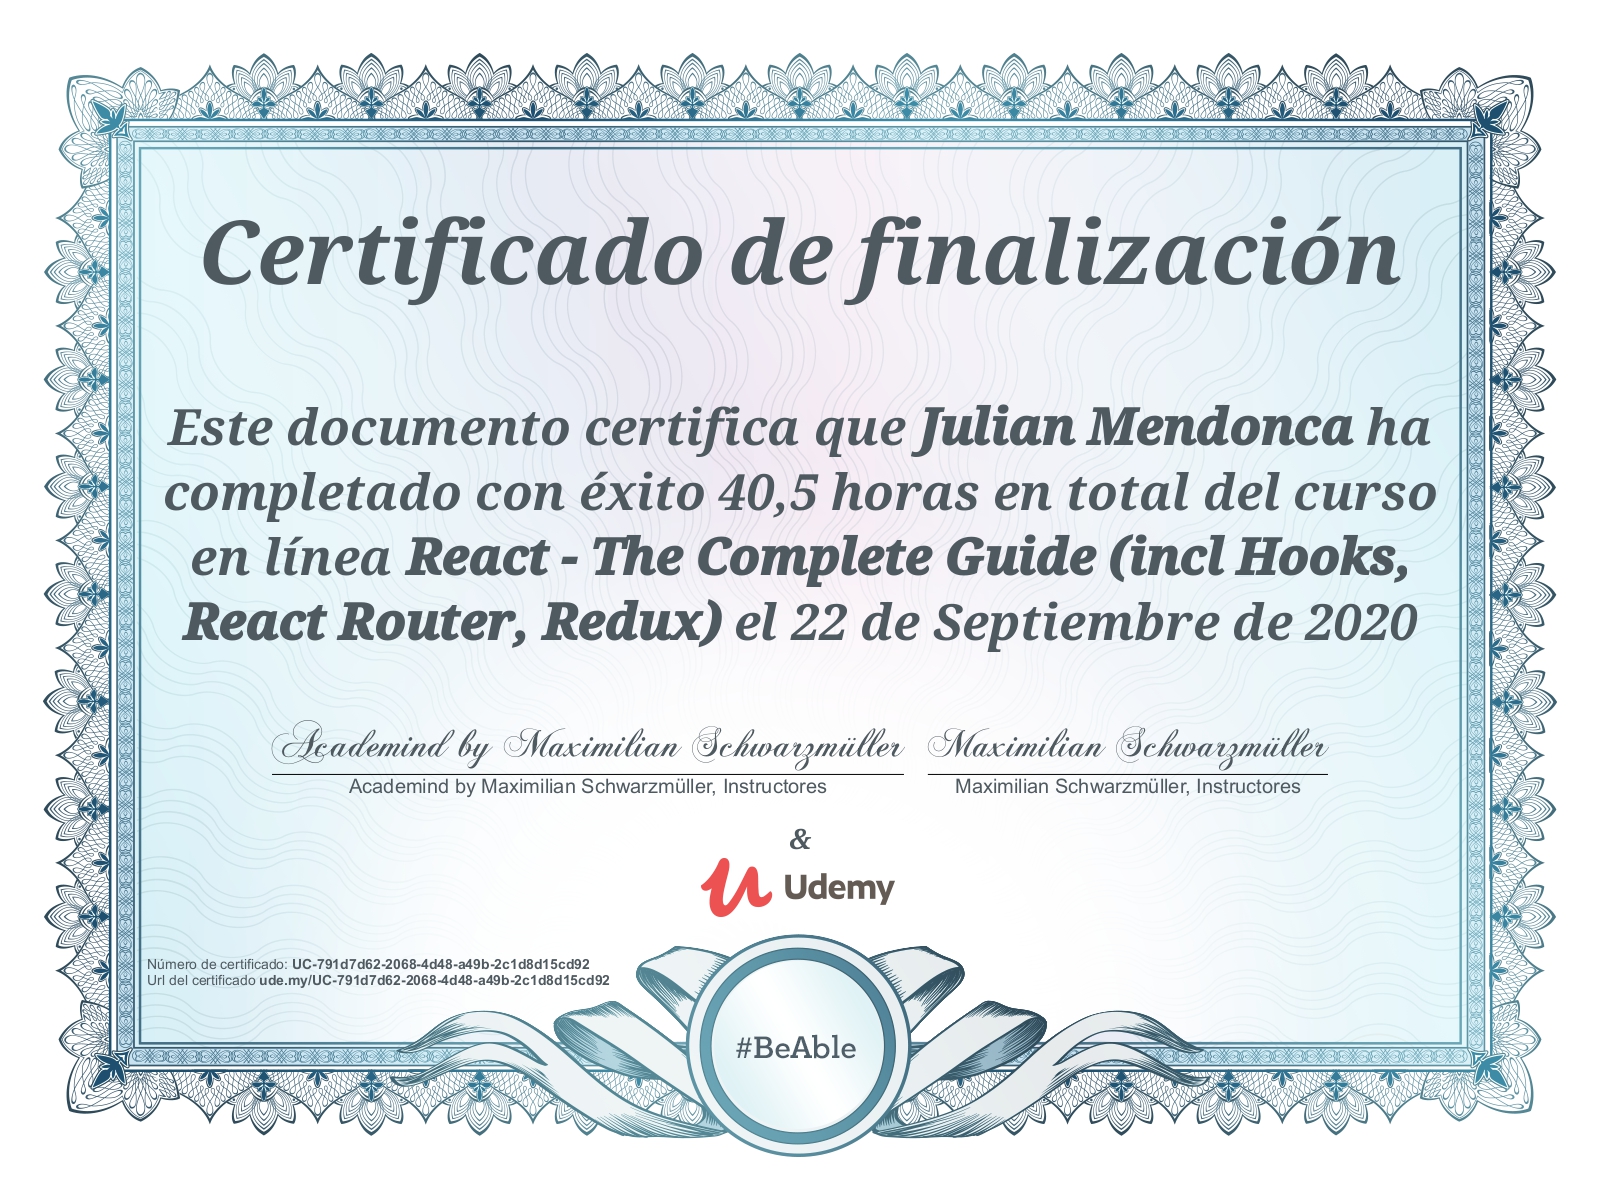 Certificado de finalización
Este documento certifica que Julian Mendonca ha
completado con éxito 40,5 horas en total del curso
en línea React - The Complete Guide (incl Hooks,
React Router, Redux) el 22 de Septiembre de 2020
Academind by Maximilian Schwarzmüller Maximilian Schwarzmüller
Academind by Maximilian Schwarzmüller, Instructores Maximilian Schwarzmüller, Instructores
&
Udemy
Número de certificado: UC-791d7d62-2068-4d48-a49b-2c1d8d15cd92
Url del certificado ude.my/UC-791d7d62-2068-4d48-a49b-2c1d8d15cd92
#BeAble